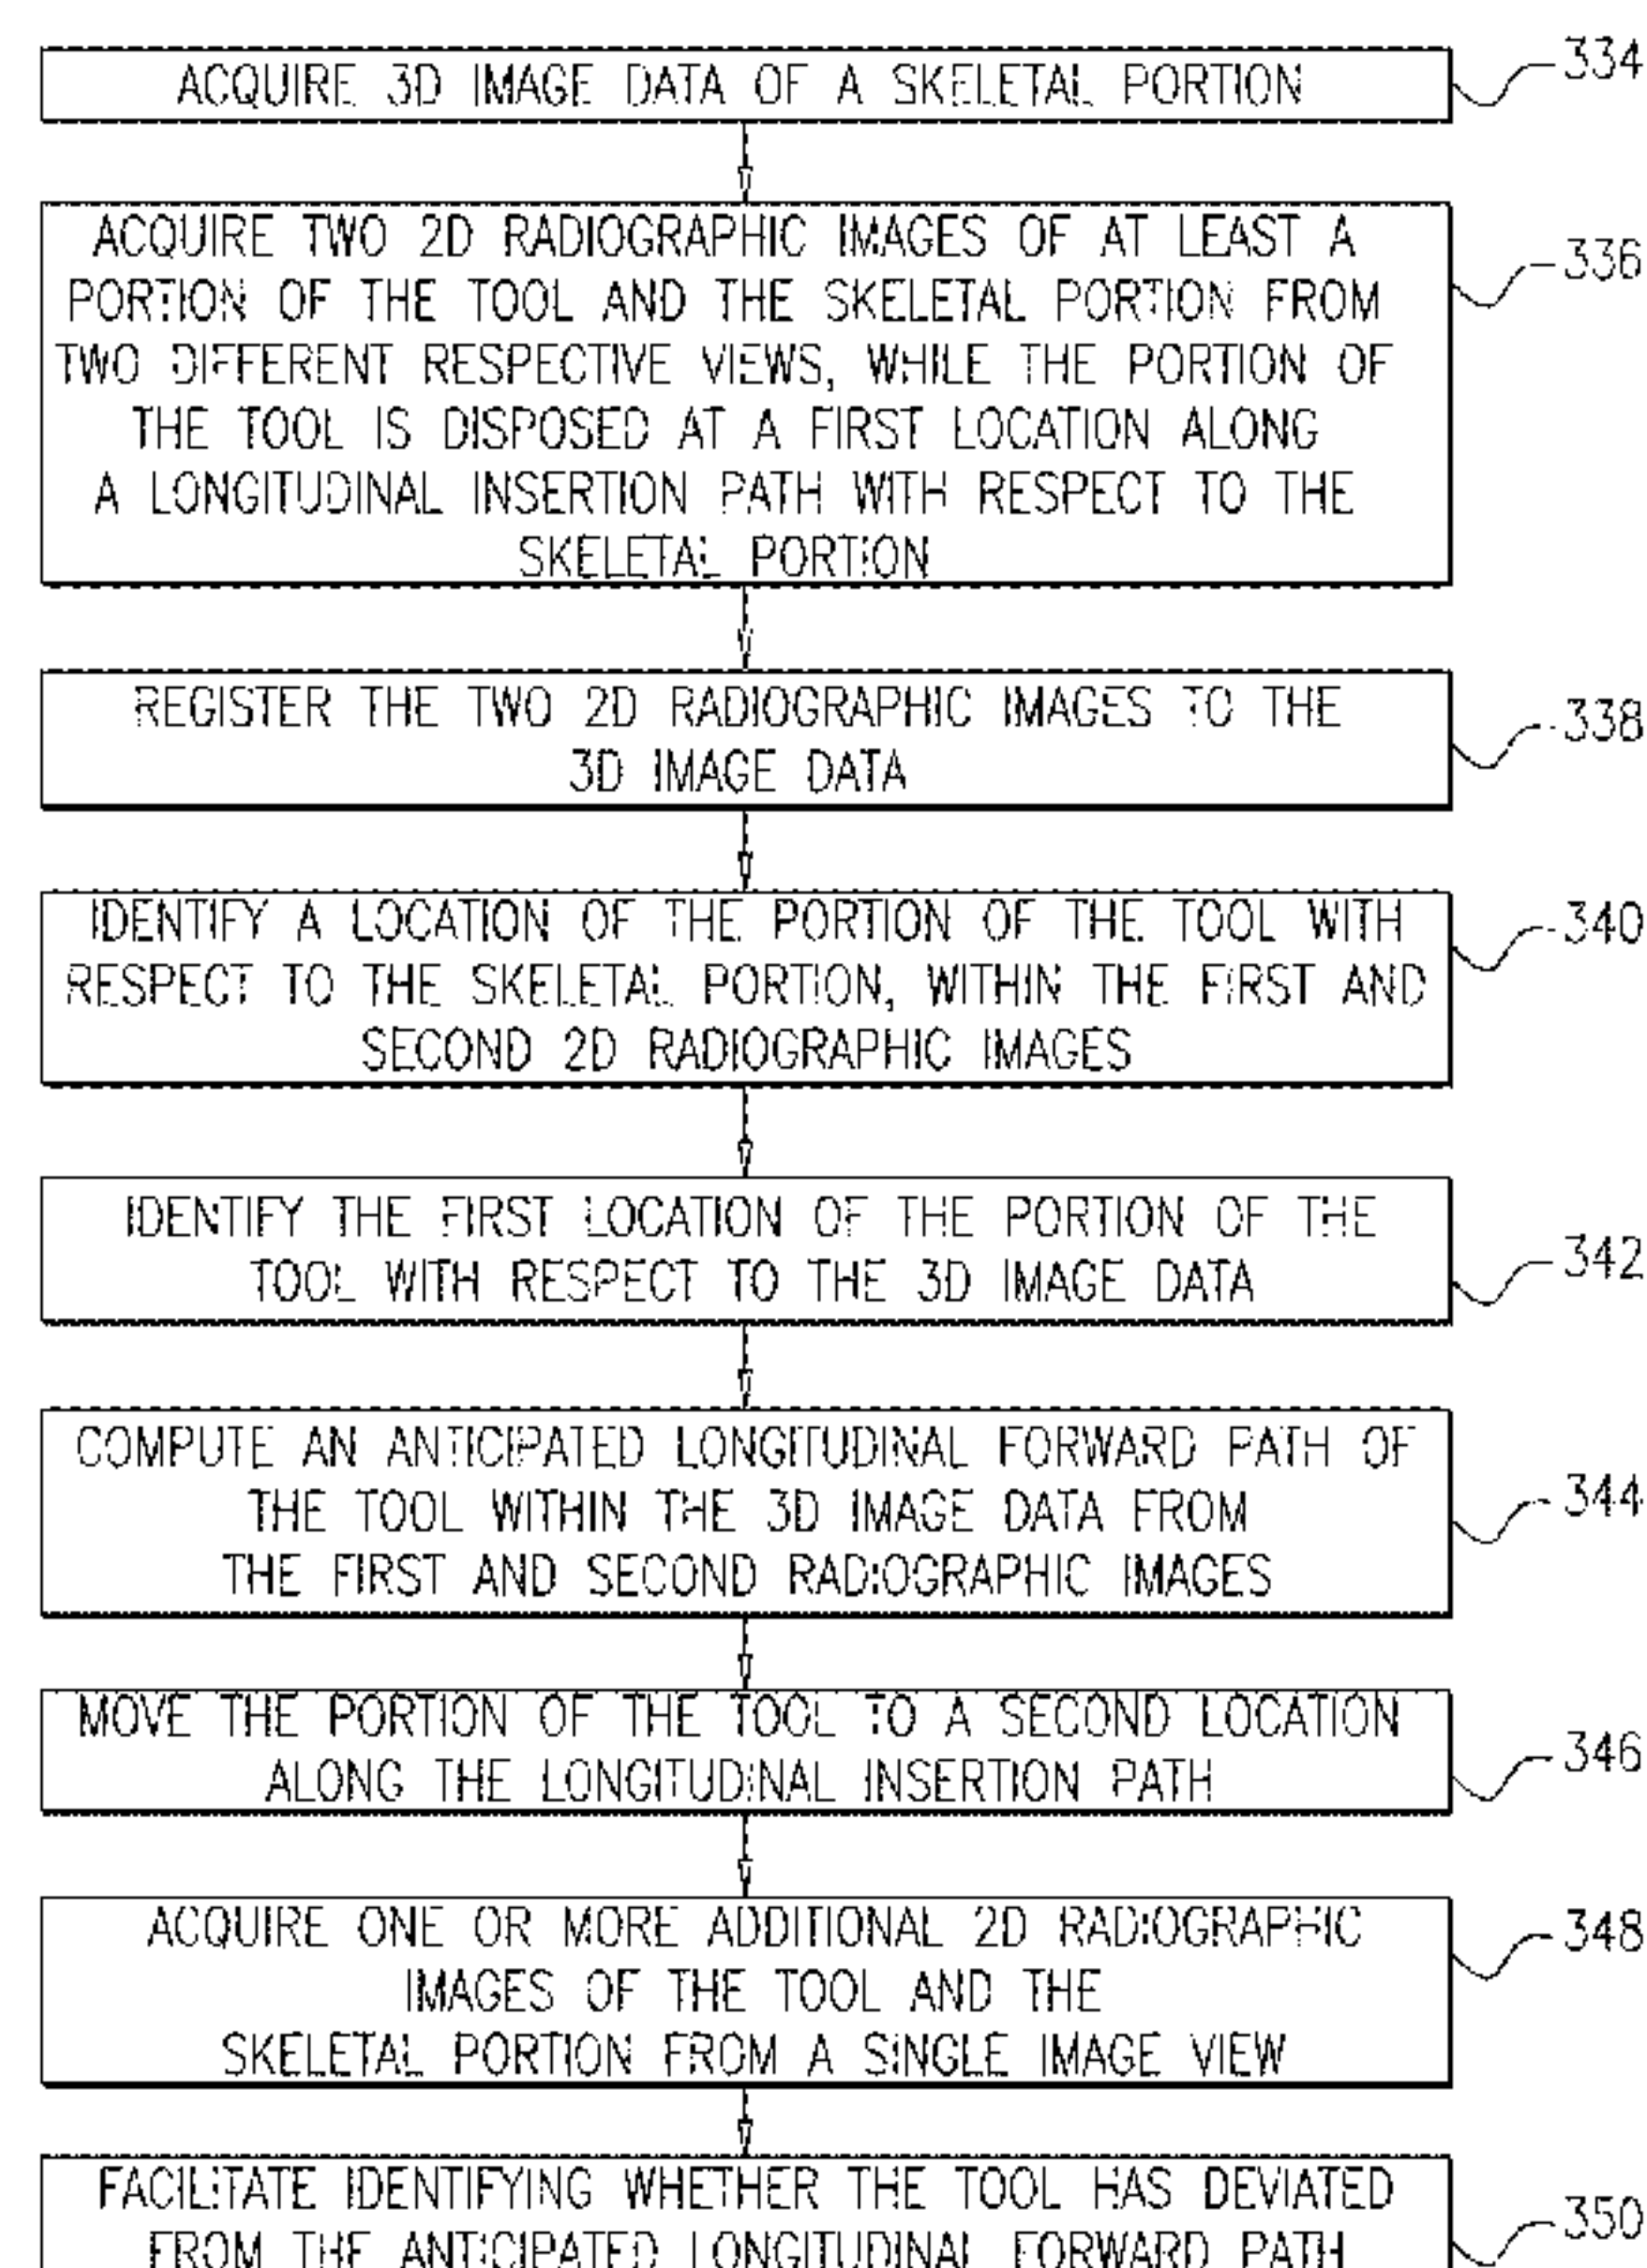 ACQUIRE 3D IMAGE DATA OF A SKELETAL PORTION
334
ACQUIRE TWO 2D RADIOGRAPHIC IMAGES OF AT LEAST A
PORTION OF THE TOOL AND THE SKELETAL PORTION FROM
TWO DIFFERENT RESPECTIVE VIEWS, WHILE THE PORTION OF
THE TOOL IS DISPOSED AT A FIRST LOCATION ALONG
A LONGITUDINAL INSERTION PATH WITH RESPECT TO THE
SKELETAL PORTION
336
REGISTER THE TWO 2D RADIOGRAPHIC IMAGES TO THE
3D IMAGE DATA
338
IDENTIFY A LOCATION OF THE PORTION OF THE TOOL WITH
RESPECT TO THE SKELETAL PORTION, WITHIN THE FIRST AND
SECOND 2D RADIOGRAPHIC IMAGES
340
IDENTIFY THE FIRST LOCATION OF THE PORTION OF THE
TOOL WITH RESPECT TO THE 3D IMAGE DATA
342
COMPUTE AN ANTICIPATED LONGITUDINAL FORWARD PATH OF
THE TOOL WITHIN THE 3D IMAGE DATA FROM
THE FIRST AND SECOND RADIOGRAPHIC IMAGES
344
MOVE THE PORTION OF THE TOOL TO A SECOND LOCATION
ALONG THE LONGITUDINAL INSERTION PATH
346
ACQUIRE ONE OR MORE ADDITIONAL 2D RADIOGRAPHIC
IMAGES OF THE TOOL AND THE
SKELETAL PORTION FROM A SINGLE IMAGE VIEW
348
FACILITATE IDENTIFYING WHETHER THE TOOL HAS DEVIATED
FROM THE ANTICIPATED LONGITUDINAL FORWARD PATH
350